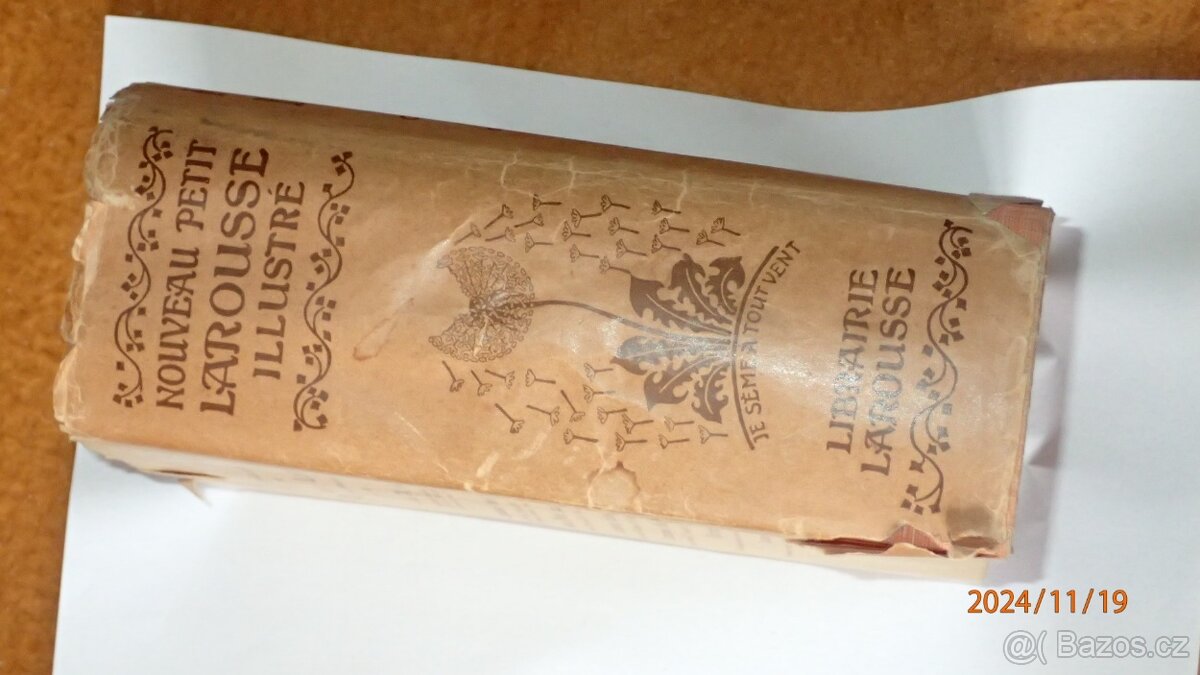 NOUVEAU PETIT
LAROUSSE
ILLUSTRÉ
JE SÈME À TOUT VENT
LIBRAIRIE
LAROUSSE
2024/11/19
@( Bazos.cz